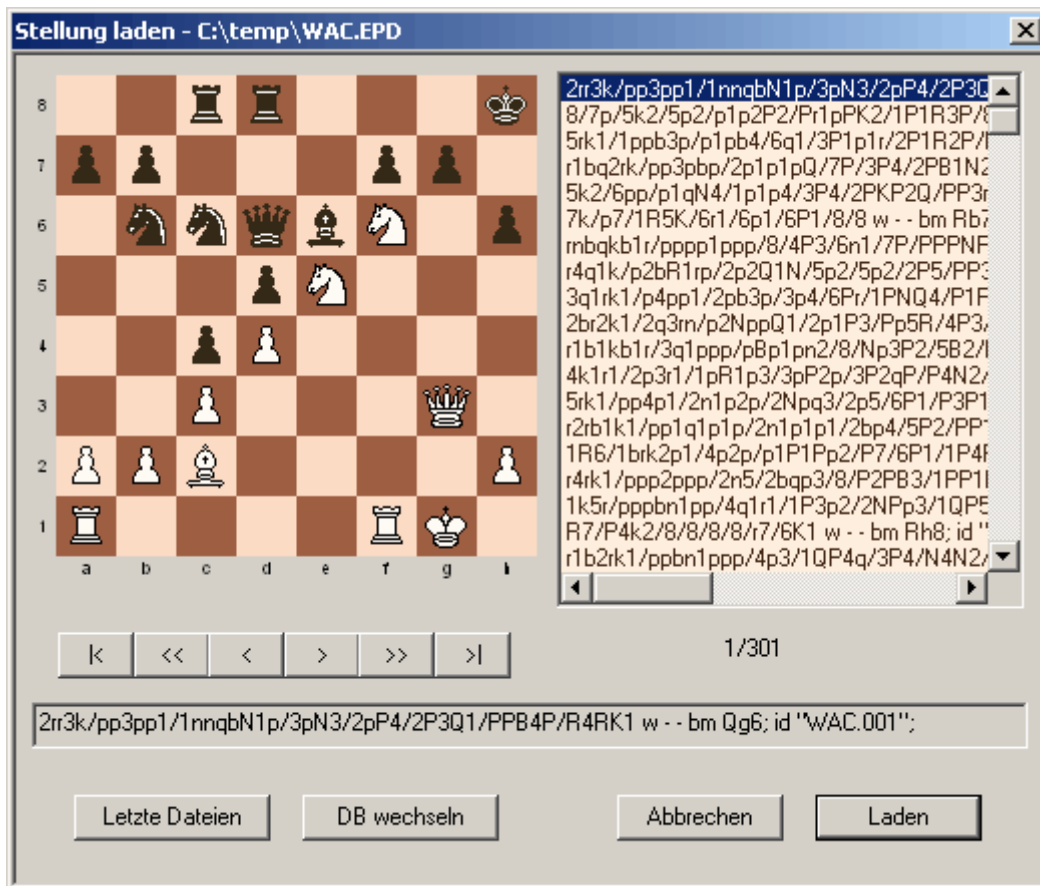 Stellung laden - C:\temp\WAC.EPD
8
7
6
5
4
3
2
1
a b c d e f g h
2rr3k/pp3pp1/1nnqbN1p/3pN3/2pP4/2P3Q
8/7p/5k2/5p2/p1p2P2/Pr1pPK2/1P1R3P/8
5rk1/1ppb3p/p1pb4/6q1/3P1p1r/2P1R2P/
r1bq2rk/pp3pbp/2p1p1pQ/7P/3P4/2PB1N2
5k2/6pp/p1qN4/1p1p4/3P4/2PKP2Q/PP3r
7k/p7/1R5K/6r1/6p1/6P1/8/8 w - - bm Rb7
rnbqkb1r/pppp1ppp/8/4P3/6n1/7P/PPPNP
r4q1k/p2bR1rp/2p2Q1N/5p2/5p2/2P5/PP3
3q1rk1/p4pp1/2pb3p/3p4/6Pr/1PNQ4/P1P
2br2k1/2q3rn/p2NppQ1/2p1P3/Pp5R/4P3/
r1b1kb1r/3q1ppp/pBp1pn2/8/Np3P2/5B2/
4k1r1/2p3r1/1pR1p3/3pP2p/3P2qP/P4N2/
5rk1/pp4p1/2n1p2p/2Npq3/2p5/6P1/P3P1
r2rb1k1/pp1q1p1p/2n1p1p1/2bp4/5P2/PP1
1R6/1brk2p1/4p2p/p1P1Pp2/P7/6P1/1P4P
r4rk1/ppp2ppp/2n5/2bqp3/8/P2PB3/1PP1
1k5r/pppbn1pp/4q1r1/1P3p2/2NPp3/1QP5
R7/P4k2/8/8/8/8/r7/6K1 w - - bm Rh8; id "
r1b2rk1/ppbn1ppp/4p3/1QP4q/3P4/N4N2/
|< << < > >> >|
1/301
2rr3k/pp3pp1/1nnqbN1p/3pN3/2pP4/2P3Q1/PPB4P/R4RK1 w - - bm Qg6; id "WAC.001";
Letzte Dateien DB wechseln Abbrechen Laden